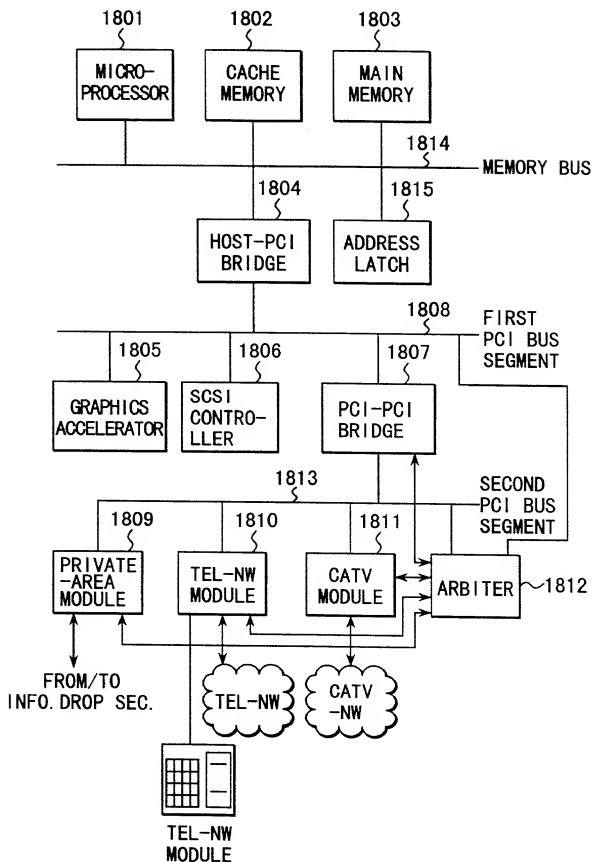 1801
1802
1803
MICRO-
PROCESSOR
CACHE
MEMORY
MAIN
MEMORY
1814
MEMORY BUS
1804
1815
HOST-PCI
BRIDGE
ADDRESS
LATCH
1808
FIRST
PCI BUS
SEGMENT
1805
1806
1807
GRAPHICS
ACCELERATOR
SCSI
CONTRO-
LLER
PCI-PCI
BRIDGE
1813
SECOND
PCI BUS
SEGMENT
1809
1810
1811
PRIVATE
-AREA
MODULE
TEL-NW
MODULE
CATV
MODULE
ARBITER
1812
FROM/TO
INFO.DROP SEC.
TEL-NW
CATV
-NW
TEL-NW
MODULE